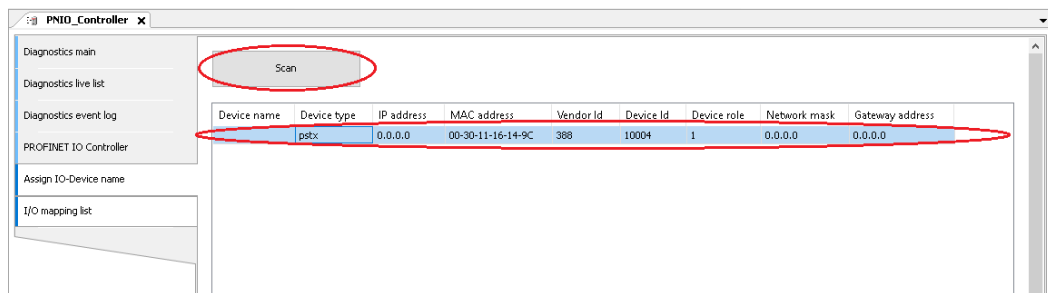 PNIO_Controller x
Diagnostics main
Diagnostics live list
Diagnostics event log
PROFINET IO Controller
Assign IO-Device name
I/O mapping list
Scan
Device name Device type IP address MAC address Vendor Id Device Id Device role Network mask Gateway address
pstx 0.0.0.0 00-30-11-16-14-9C 388 10004 1 0.0.0.0 0.0.0.0